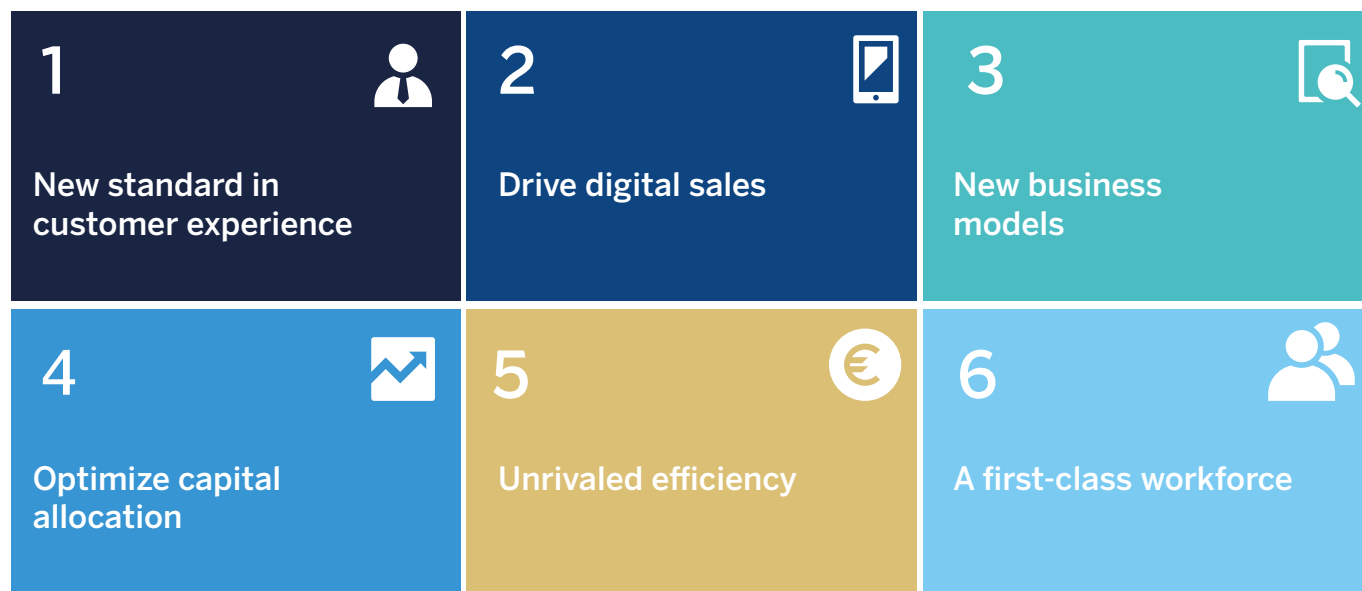 1
New standard in
customer experience
2
Drive digital sales
3
New business
models
4
Optimize capital
allocation
5
€
Unrivaled efficiency
6
A first-class workforce